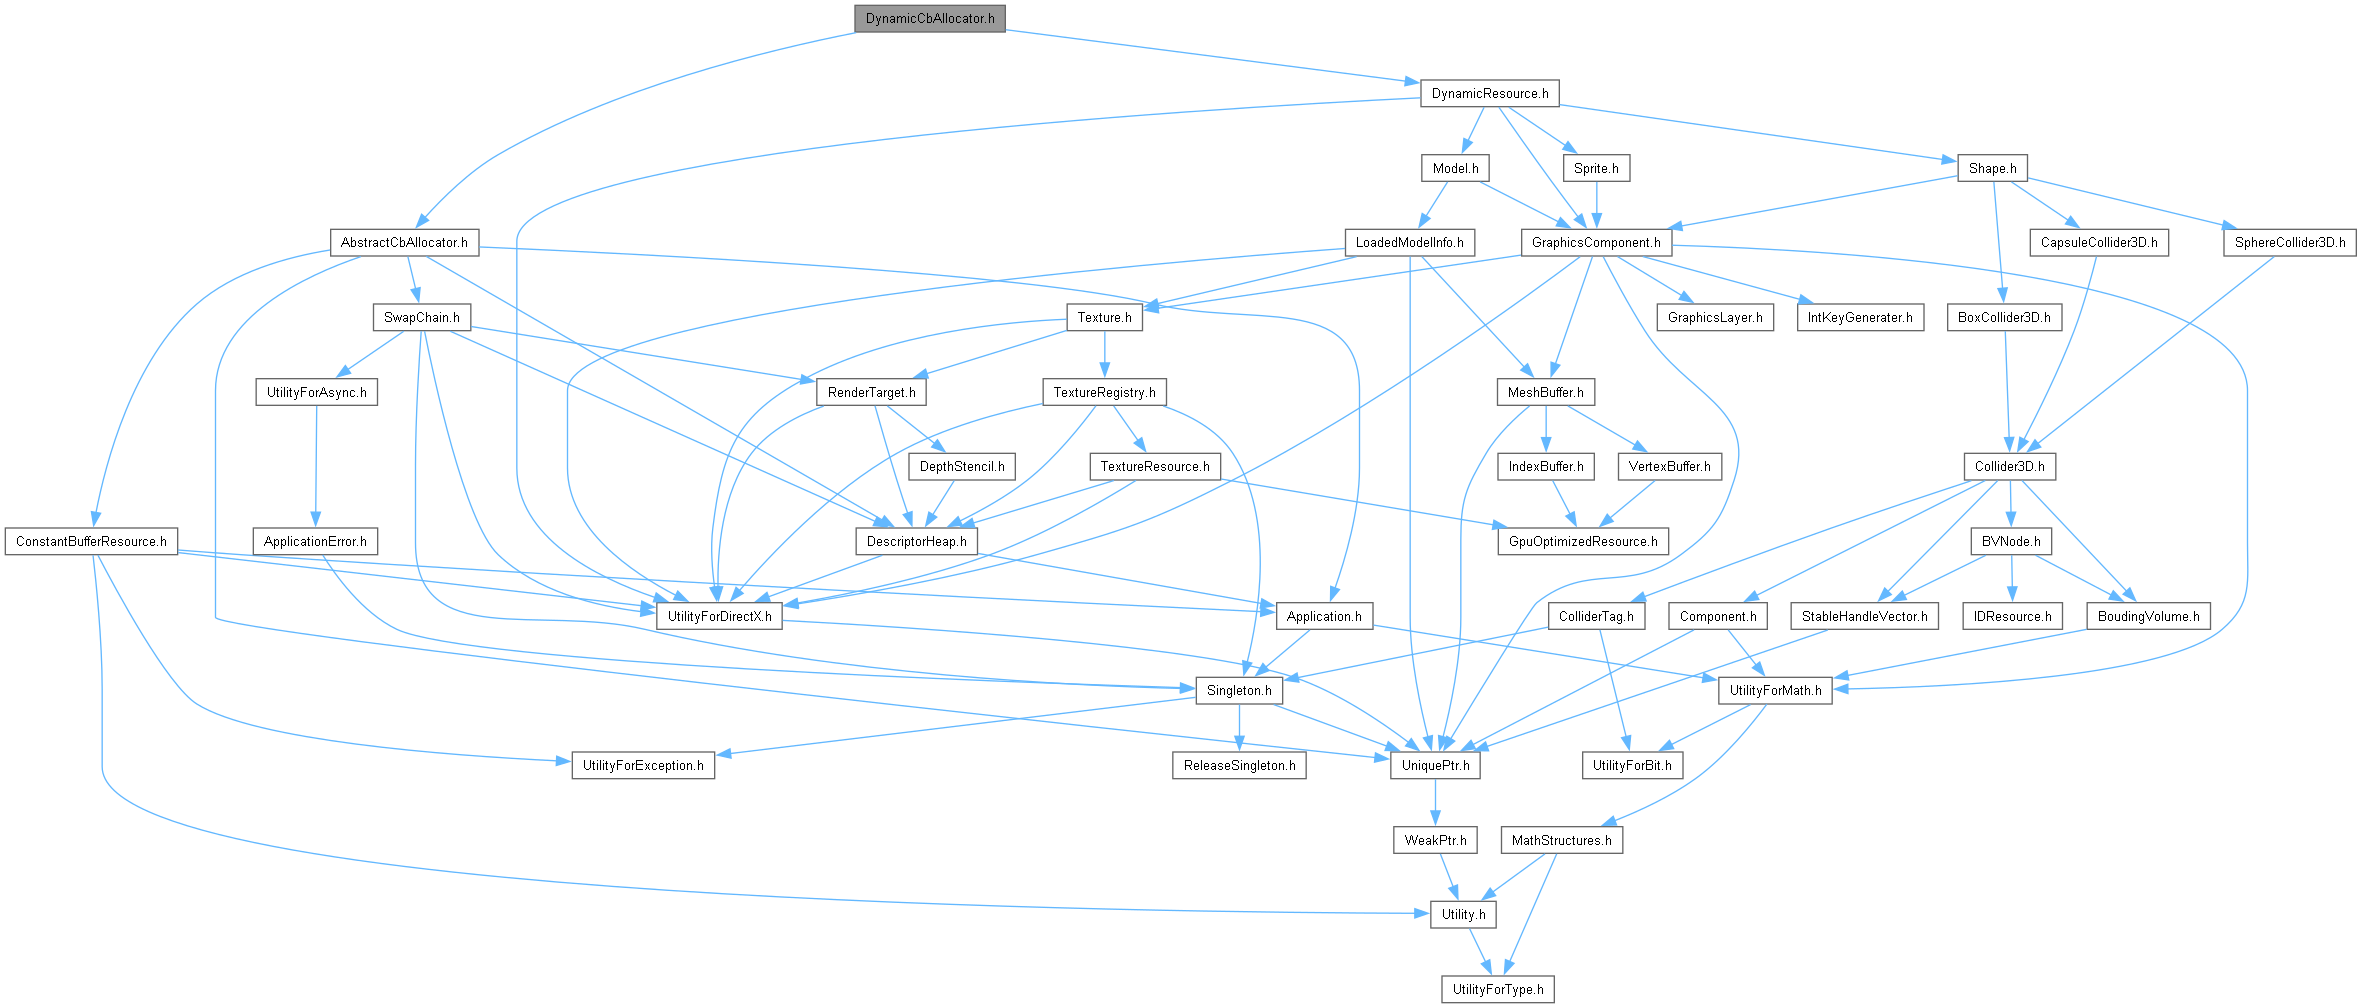 DynamicCbAllocator.h
DynamicResource.h
Model.h
Sprite.h
Shape.h
AbstractCbAllocator.h
LoadedModelInfo.h
GraphicsComponent.h
CapsuleCollider3D.h
SphereCollider3D.h
SwapChain.h
Texture.h
GraphicsLayer.h
IntKeyGenerater.h
BoxCollider3D.h
UtilityForAsync.h
RenderTarget.h
TextureRegistry.h
MeshBuffer.h
DepthStencil.h
TextureResource.h
IndexBuffer.h
VertexBuffer.h
Collider3D.h
ConstantBufferResource.h
ApplicationError.h
DescriptorHeap.h
GpuOptimizedResource.h
BVNode.h
UtilityForDirectX.h
Application.h
ColliderTag.h
Component.h
StableHandleVector.h
IDResource.h
BoudingVolume.h
Singleton.h
UtilityForMath.h
UtilityForException.h
ReleaseSingleton.h
UniquePtr.h
UtilityForBit.h
WeakPtr.h
MathStructures.h
Utility.h
UtilityForType.h